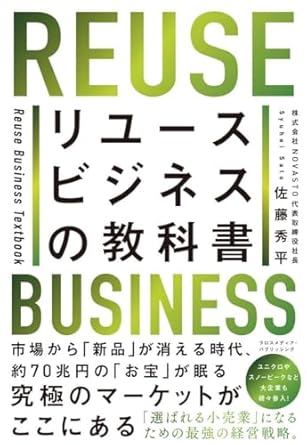 REUSE
リユース
ビジネス
の教科書
Reuse Business Textbook
株式会社NOVASTO代表取締役社長
Syuhei Sato
佐藤秀平
BUSINESS
クロスメディア・
パブリッシング
市場から「新品」が消える時代、
約70兆円の「お宝」が眠る
究極のマーケットが
ここにある
ユニクロや
スノーピークなど
大企業も
続々参入!
「選ばれる小売業」になる
ための最強の経営戦略。